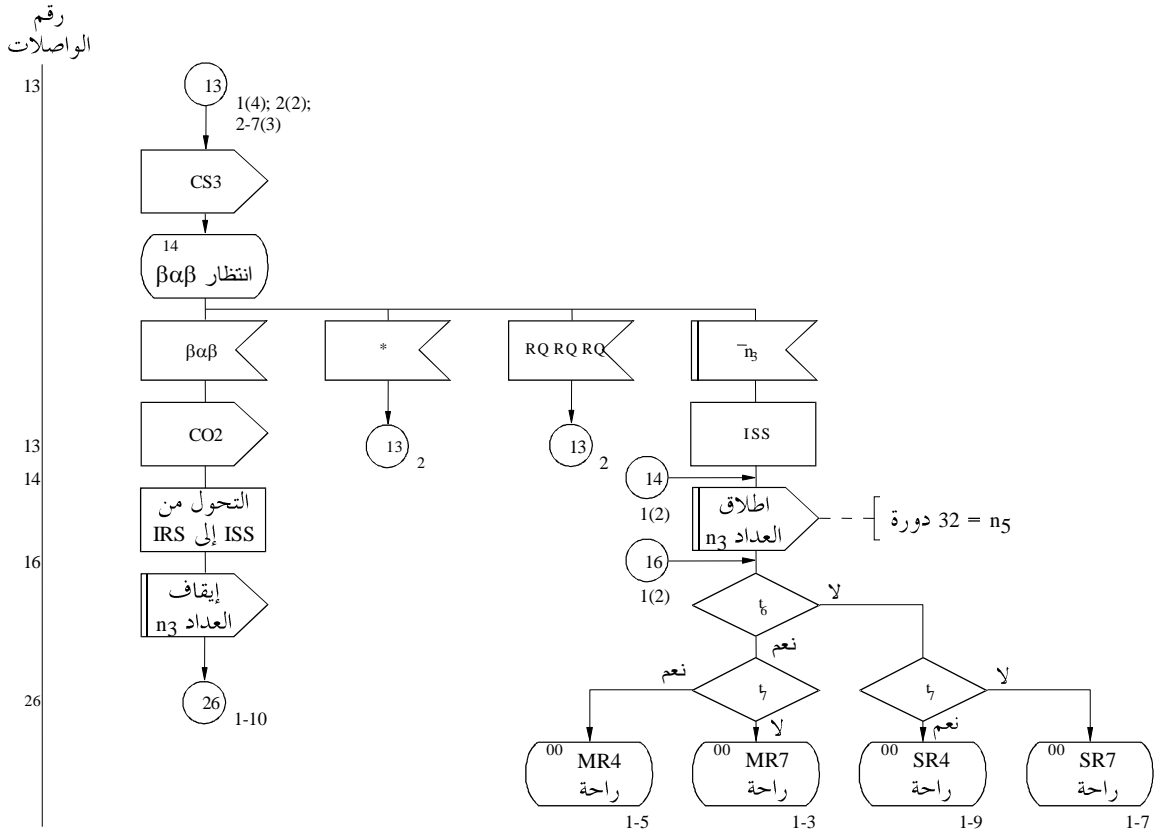 رقم
الواصلات
13
13
1(4); 2(2);
2-7(3)
CS3
14
انتظار βαβ
βαβ
*
RQ RQ RQ
n̅3
CO2
13
2
13
2
ISS
13
14
14
1(2)
التحول من
ISS إلى IRS
اطلاق
العداد n3
n5 = 32 دورة
16
16
1(2)
إيقاف
العداد n3
t6
لا
نعم
26
26
1-10
t7
نعم
لا
t7
لا
نعم
00
MR4
راحة
1-5
00
MR7
راحة
1-3
00
SR4
راحة
1-9
00
SR7
راحة
1-7